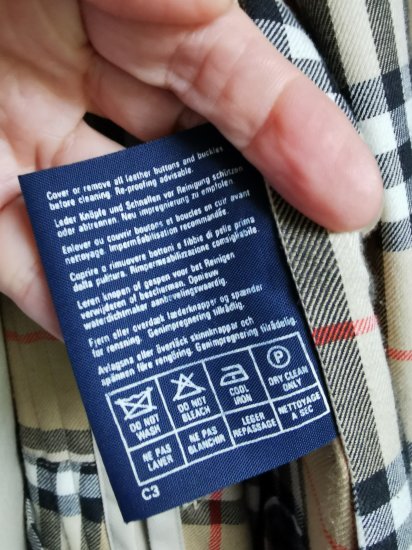 Cover or remove all leather buttons and buckles
before cleaning. Re-proofing advisable.
Leder Knöpfe und Schnallen vor Reinigung schützen
oder abtrennen. Neu imprägnierung zu empfolen.
Enlever ou couvrir boutons et boucles en cuir avant
nettoyage. Imperméabilisation recommandée
Coprire o rimuovere bottoni e fibbie di pelle prima
della pulitura. Rimpermeabilizzazione consigliabile
Leren knopen of gespen voor het Reinigen
verwijderen of beschermen. Opnieuw
waterdichtmaken aanbevelingswaardig.
Fjern eller overdæk læderknapper og spænder
før rensning. Genimprægnering tilrådelig.
Avlagsna eller övertäck skinnknappar och
spännen före rengöring. Genimpregnering tillrådelig.
DO NOT WASH
DO NOT BLEACH
COOL IRON
P
DRY CLEAN ONLY
NE PAS LAVER
NE PAS BLANCHIR
LEGER REPASSAGE
NETTOYAGE A SEC
C3